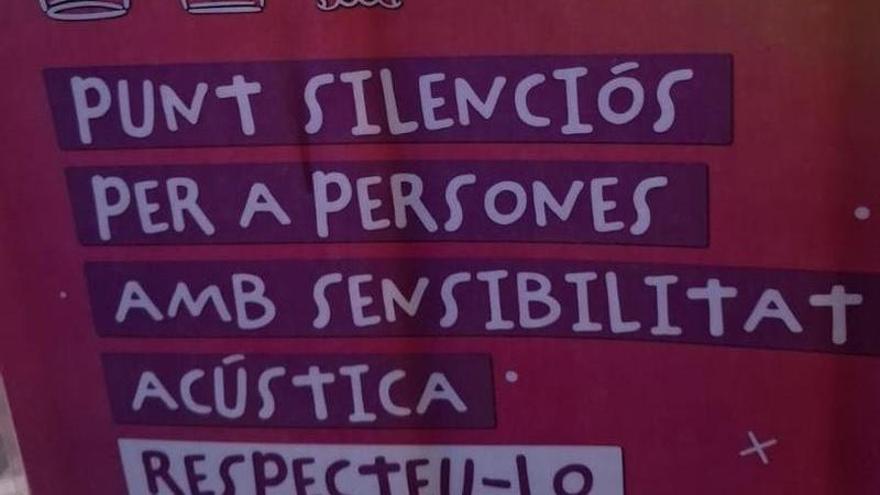 PUNT SILENCIÓS
PER A PERSONES
AMB SENSIBILITAT
ACÚSTICA
RESPECTEU-LO